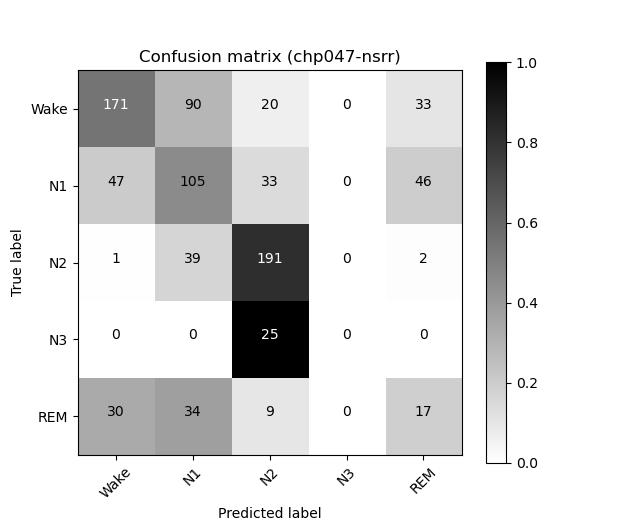 Confusion matrix (chp047-nsrr)
Wake 171 90 20 0 33
N1 47 105 33 0 46
N2 1 39 191 0 2
N3 0 0 25 0 0
REM 30 34 9 0 17
Wake N1 N2 N3 REM
Predicted label
True label
1.0
0.8
0.6
0.4
0.2
0.0